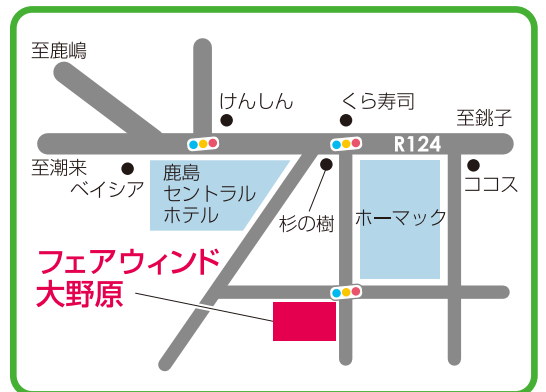 至鹿嶋
けんしん
くら寿司
至銚子
R124
至潮来
ベイシア
鹿島
セントラル
ホテル
杉の樹
ホーマック
ココス
フェアウィンド
大野原